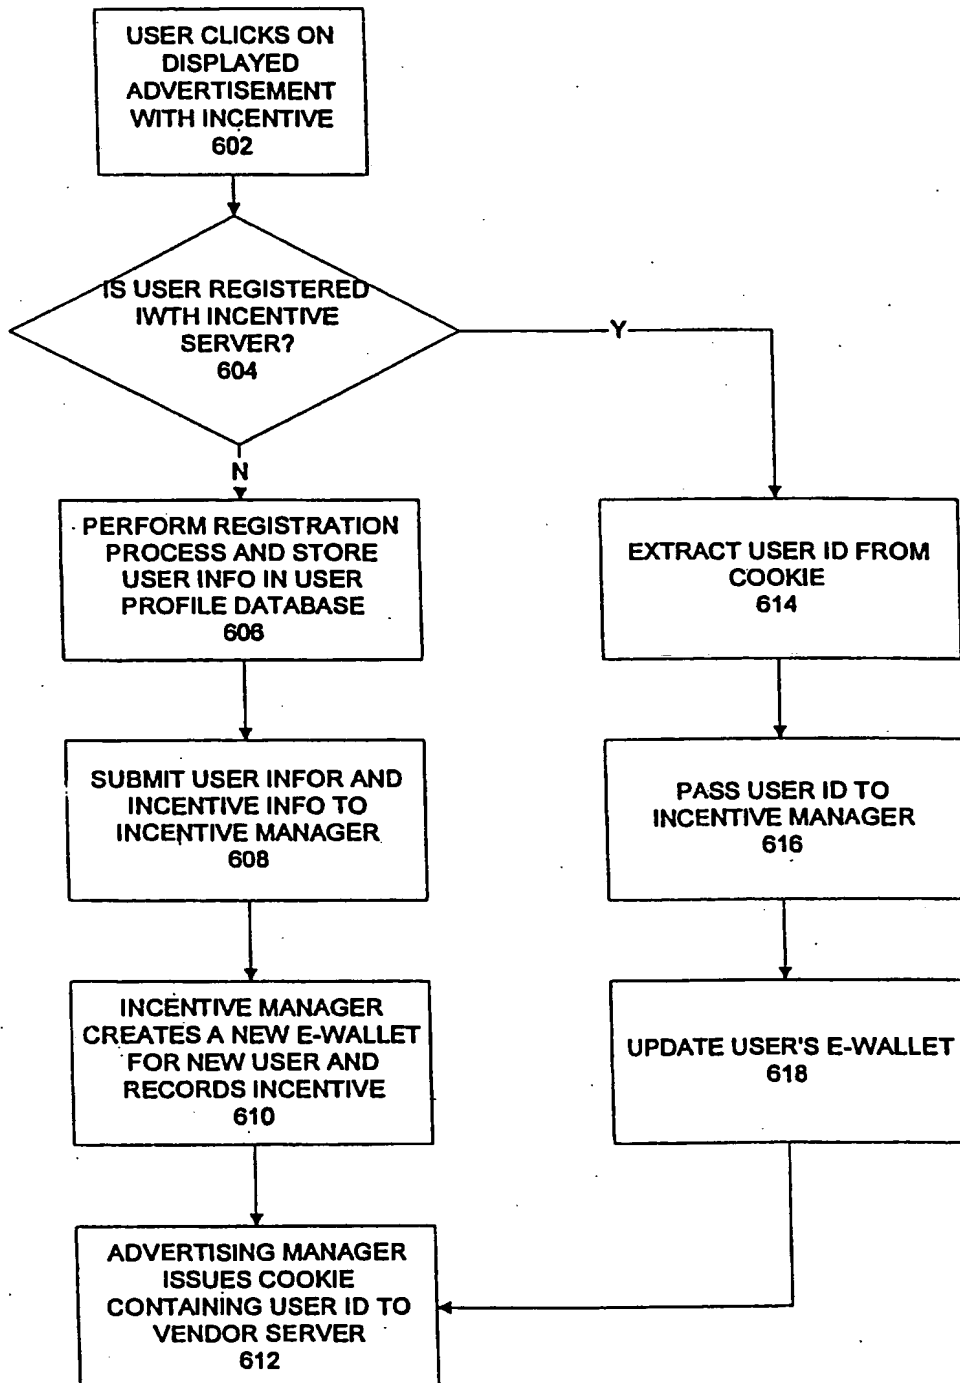 USER CLICKS ON
DISPLAYED
ADVERTISEMENT
WITH INCENTIVE
602
IS USER REGISTERED
IWTH INCENTIVE
SERVER?
604
Y
N
PERFORM REGISTRATION
PROCESS AND STORE
USER INFO IN USER
PROFILE DATABASE
606
EXTRACT USER ID FROM
COOKIE
614
SUBMIT USER INFOR AND
INCENTIVE INFO TO
INCENTIVE MANAGER
608
PASS USER ID TO
INCENTIVE MANAGER
616
INCENTIVE MANAGER
CREATES A NEW E-WALLET
FOR NEW USER AND
RECORDS INCENTIVE
610
UPDATE USER'S E-WALLET
618
ADVERTISING MANAGER
ISSUES COOKIE
CONTAINING USER ID TO
VENDOR SERVER
612